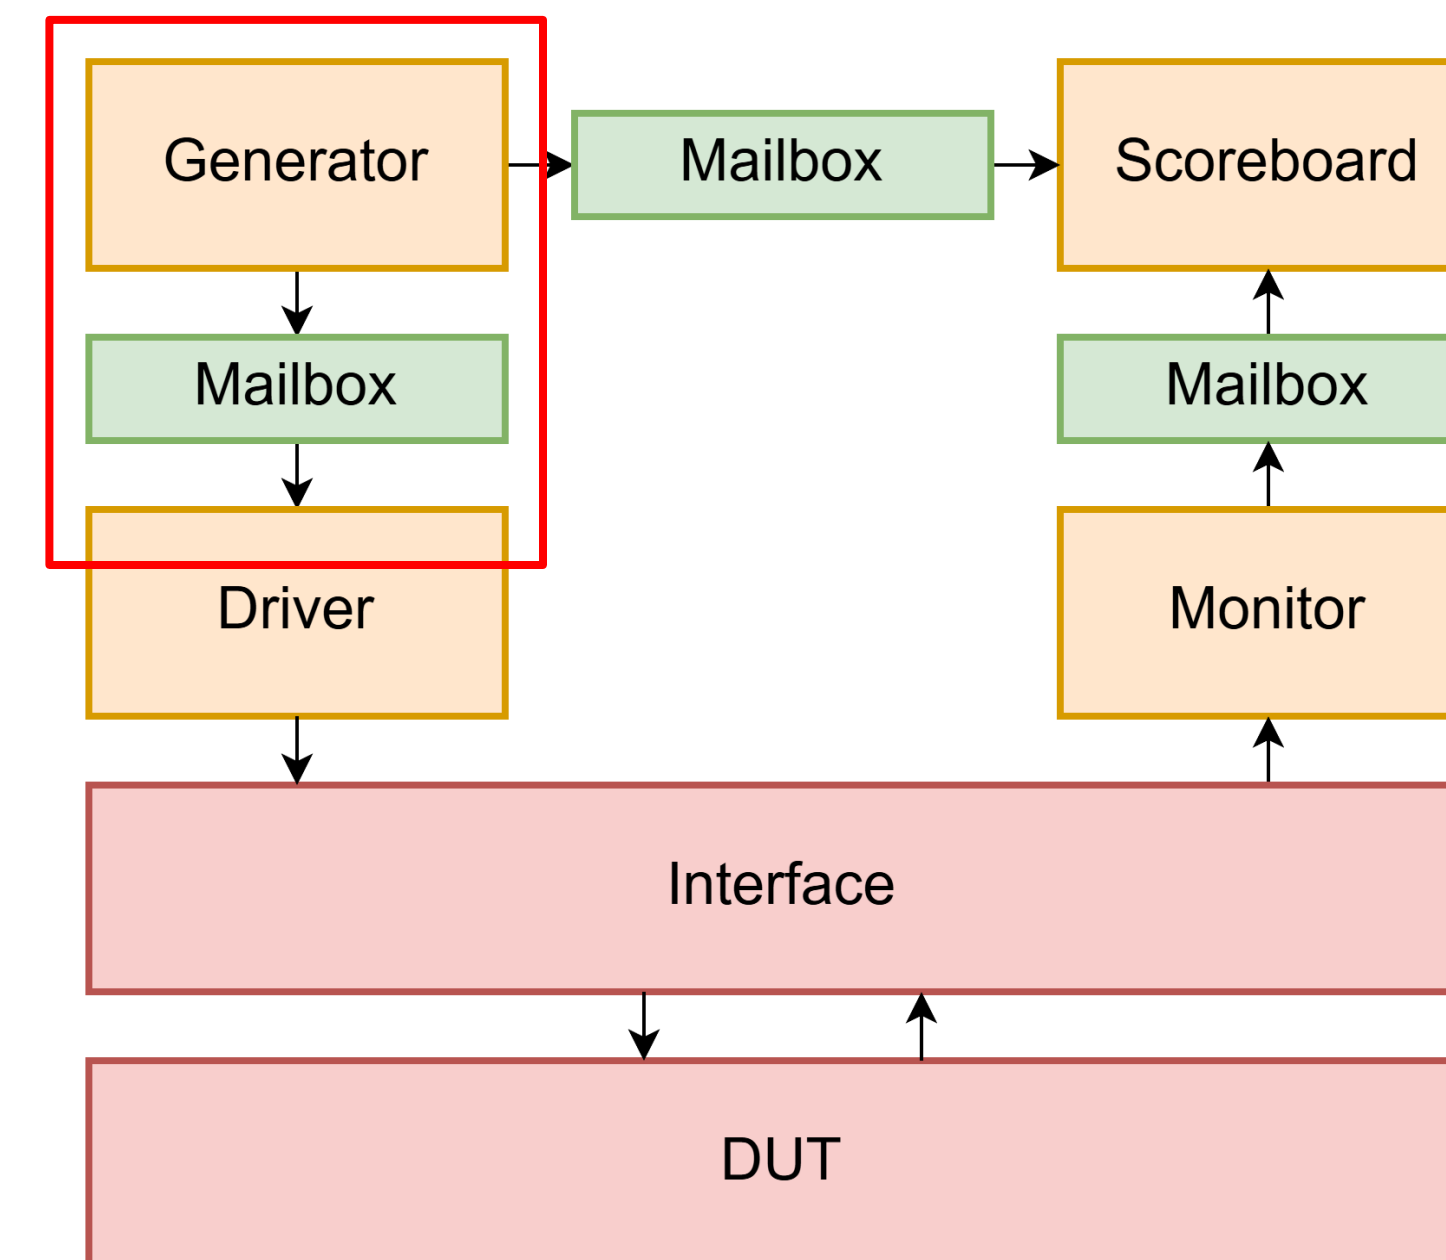 Generator
Mailbox
Scoreboard
Mailbox
Mailbox
Driver
Monitor
Interface
DUT